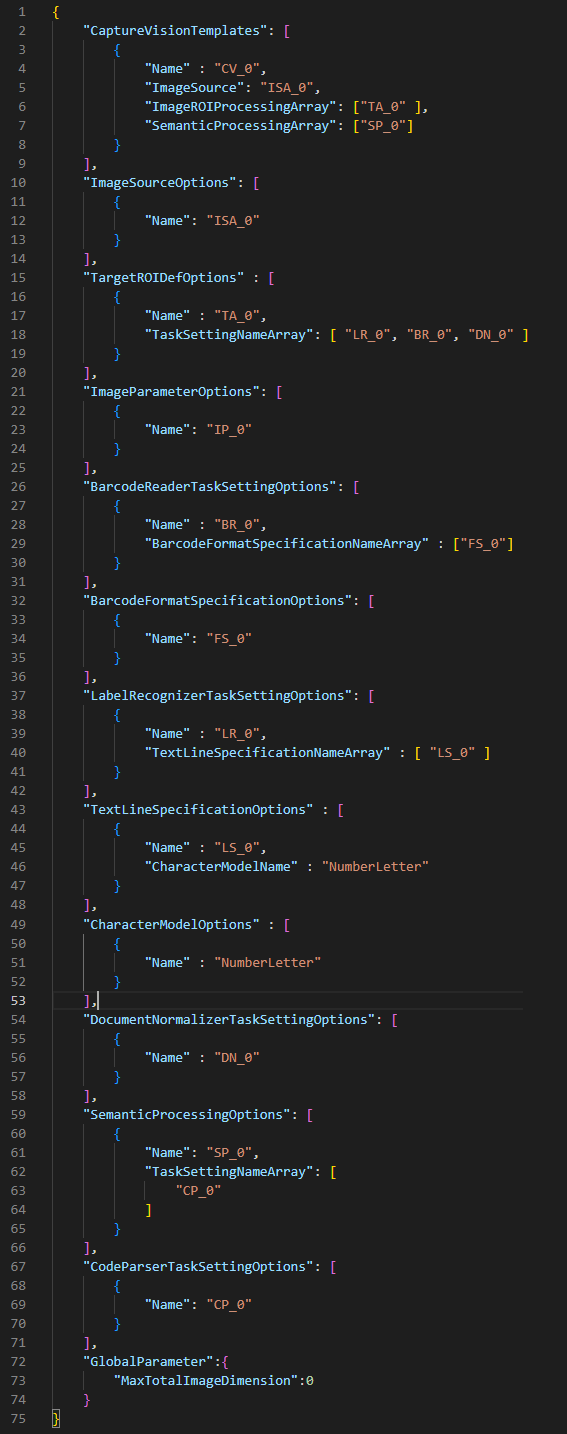 1 {
2     "CaptureVisionTemplates": [
3         {
4             "Name" : "CV_0",
5             "ImageSource": "ISA_0",
6             "ImageROIProcessingArray": ["TA_0" ],
7             "SemanticProcessingArray": ["SP_0"]
8         }
9     ],
10     "ImageSourceOptions": [
11         {
12             "Name": "ISA_0"
13         }
14     ],
15     "TargetROIDefOptions" : [
16         {
17             "Name" : "TA_0",
18             "TaskSettingNameArray": [ "LR_0", "BR_0", "DN_0" ]
19         }
20     ],
21     "ImageParameterOptions": [
22         {
23             "Name": "IP_0"
24         }
25     ],
26     "BarcodeReaderTaskSettingOptions": [
27         {
28             "Name" : "BR_0",
29             "BarcodeFormatSpecificationNameArray" : ["FS_0"]
30         }
31     ],
32     "BarcodeFormatSpecificationOptions": [
33         {
34             "Name": "FS_0"
35         }
36     ],
37     "LabelRecognizerTaskSettingOptions": [
38         {
39             "Name" : "LR_0",
40             "TextLineSpecificationNameArray" : [ "LS_0" ]
41         }
42     ],
43     "TextLineSpecificationOptions" : [
44         {
45             "Name" : "LS_0",
46             "CharacterModelName" : "NumberLetter"
47         }
48     ],
49     "CharacterModelOptions" : [
50         {
51             "Name" : "NumberLetter"
52         }
53     ],
54     "DocumentNormalizerTaskSettingOptions": [
55         {
56             "Name" : "DN_0"
57         }
58     ],
59     "SemanticProcessingOptions": [
60         {
61             "Name": "SP_0",
62             "TaskSettingNameArray": [
63                 "CP_0"
64             ]
65         }
66     ],
67     "CodeParserTaskSettingOptions": [
68         {
69             "Name": "CP_0"
70         }
71     ],
72     "GlobalParameter":{
73         "MaxTotalImageDimension":0
74     }
75 }